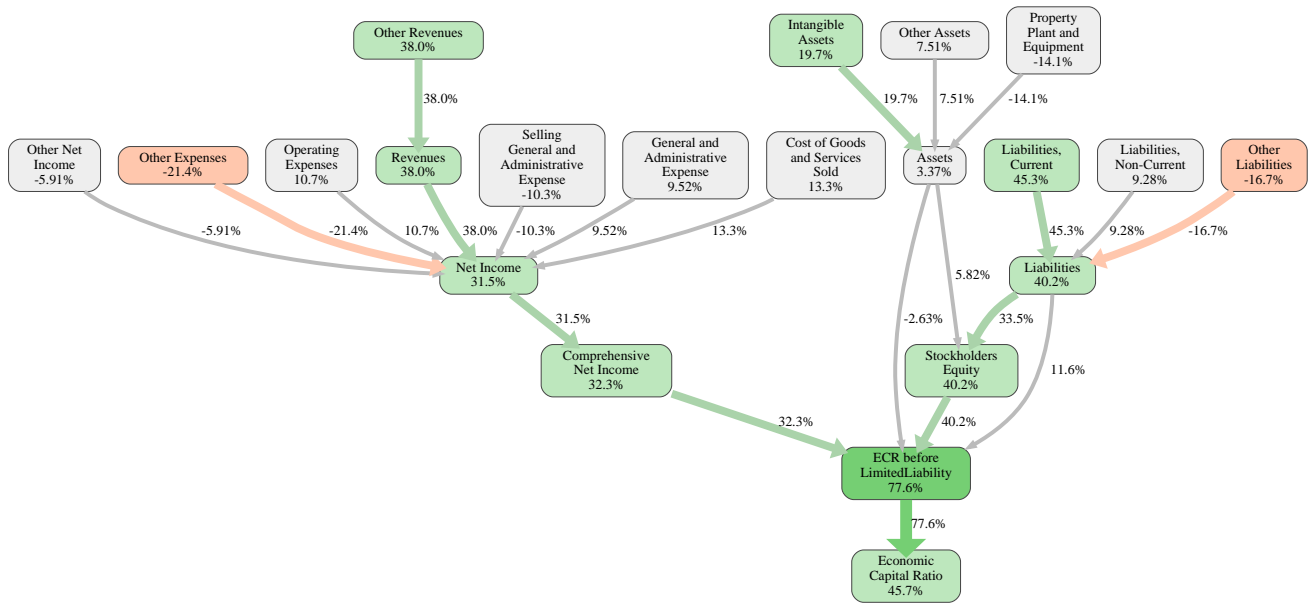 Other Revenues
38.0%
Intangible
Assets
19.7%
Other Assets
7.51%
Property
Plant and
Equipment
-14.1%
38.0%
19.7%
7.51%
-14.1%
Other Net
Income
-5.91%
Other Expenses
-21.4%
Operating
Expenses
10.7%
Revenues
38.0%
Selling
General and
Administrative
Expense
-10.3%
General and
Administrative
Expense
9.52%
Cost of Goods
and Services
Sold
13.3%
Assets
3.37%
Liabilities,
Current
45.3%
Liabilities,
Non-Current
9.28%
Other
Liabilities
-16.7%
-5.91%
-21.4%
10.7%
38.0%
-10.3%
9.52%
13.3%
45.3%
9.28%
-16.7%
Net Income
31.5%
5.82%
Liabilities
40.2%
31.5%
-2.63%
33.5%
Comprehensive
Net Income
32.3%
Stockholders
Equity
40.2%
11.6%
32.3%
40.2%
ECR before
LimitedLiability
77.6%
77.6%
Economic
Capital Ratio
45.7%